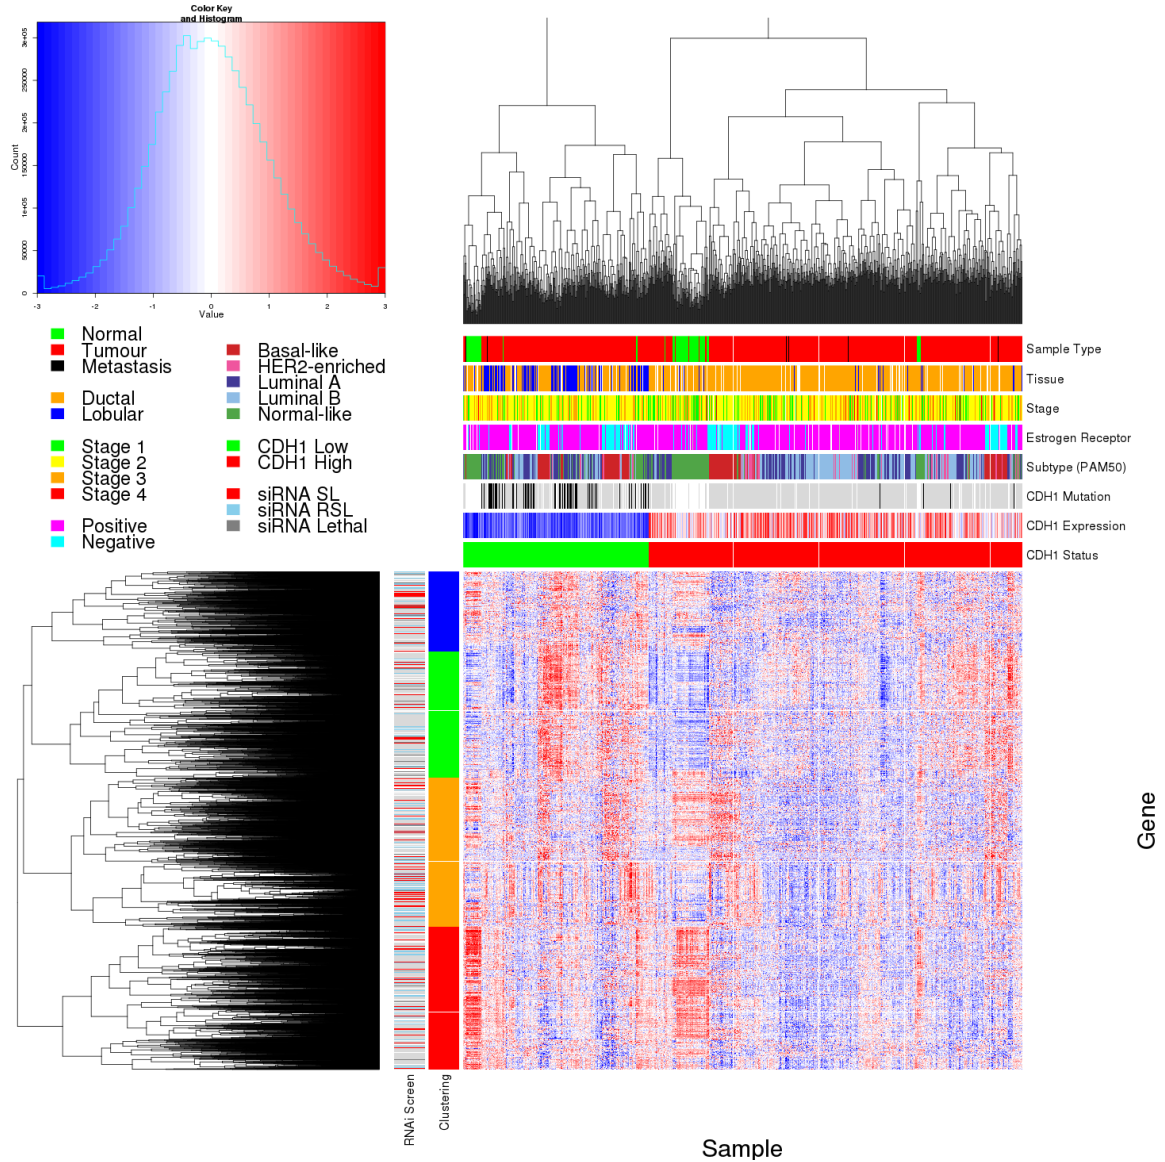 Color Key
and Histogram
Count
0
50000
1e+05
150000
2e+05
250000
3e+05
-3
-2
-1
0
1
2
3
Value
Normal
Tumour
Metastasis
Ductal
Lobular
Stage 1
Stage 2
Stage 3
Stage 4
Positive
Negative
Basal-like
HER2-enriched
Luminal A
Luminal B
Normal-like
CDH1 Low
CDH1 High
siRNA SL
siRNA RSL
siRNA Lethal
Sample Type
Tissue
Stage
Estrogen Receptor
Subtype (PAM50)
CDH1 Mutation
CDH1 Expression
CDH1 Status
Gene
RNAi Screen
Clustering
Sample